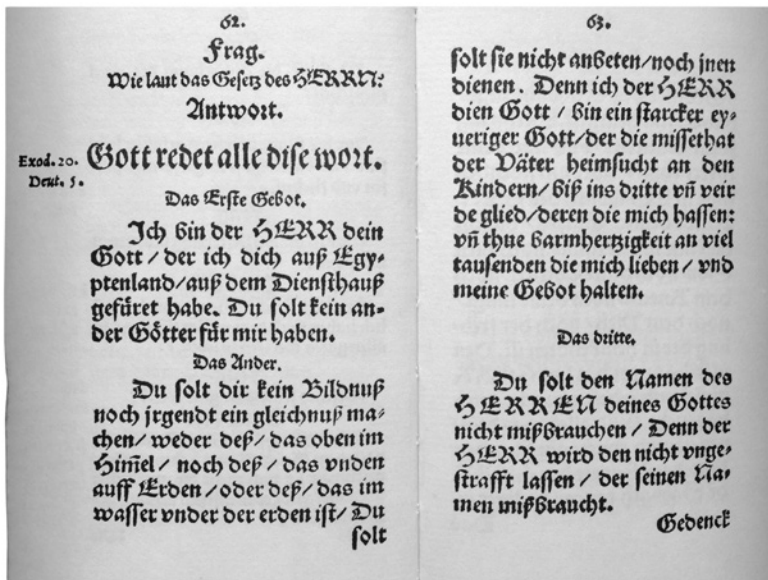 62.
Frag.
Wie laut das Gesetz des HERRN?
Antwort.
Exod. 20.
Deut. 5.
Gott redet alle dise wort.
Das Erste Gebot.
Ich bin der HERR dein
Gott / der ich dich auß Egy-
ptenland / auß dem Diensthauß
gefüret habe. Du solt kein an-
der Götter für mir haben.
Das Ander.
Du solt dir kein Bildnuß
noch jrgendt ein gleichnuß ma-
chen / weder deß / das oben im
Him̃el / noch deß / das vnden
auff Erden / oder deß / das im
wasser vnder der erden ist / Du
solt
63.
solt sie nicht anbeten / noch jnen
dienen. Denn ich der HERR
dien Gott / bin ein starcker ey-
ueriger Gott / der die missethat
der Väter heimsucht an den
Kindern / biß ins dritte vñ veir
de glied / deren die mich hassen:
vñ thue barmhertzigkeit an viel
tausenden die mich lieben / vnd
meine Gebot halten.
Das dritte.
Du solt den Namen des
HERREN deines Gottes
nicht mißbrauchen / Denn der
HERR wird den nicht vnge-
strafft lassen / der seinen Na-
men mißbraucht.
Gedenck